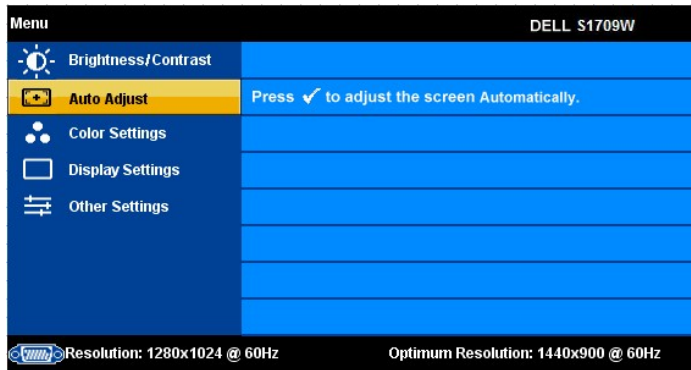 Menu DELL S1709W
Brightness/Contrast
Auto Adjust Press ✓ to adjust the screen Automatically.
Color Settings
Display Settings
Other Settings
Resolution: 1280x1024 @ 60Hz Optimum Resolution: 1440x900 @ 60Hz